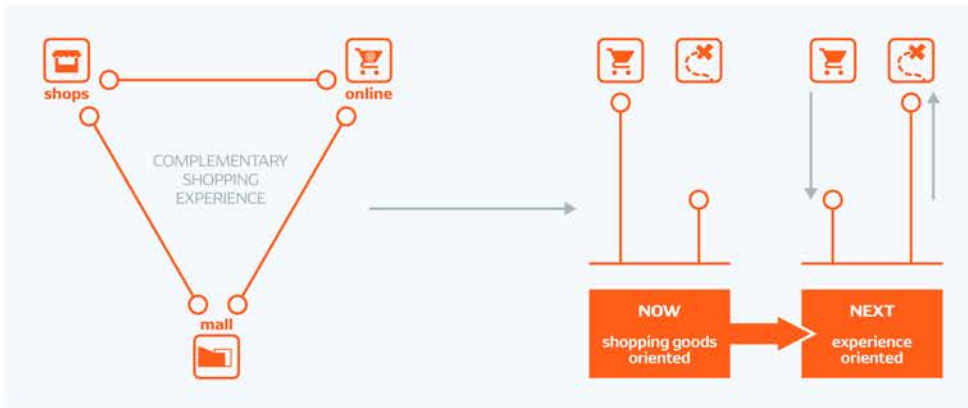 shops
online
COMPLEMENTARY
SHOPPING
EXPERIENCE
mall
NOW
shopping goods
oriented
NEXT
experience
oriented